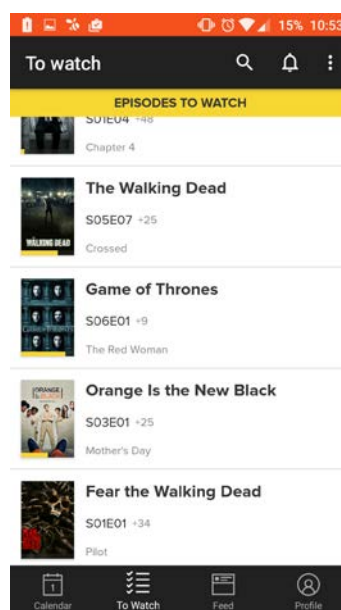 15% 10:53
To watch
EPISODES TO WATCH
S01E04 +48
Chapter 4
The Walking Dead
S05E07 +25
Crossed
WALKING DEAD
Game of Thrones
S06E01 +9
The Red Woman
Orange Is the New Black
S03E01 +25
Mother's Day
ORANGE
BLACK
Fear the Walking Dead
S01E01 +34
Pilot
1
Calendar
To Watch
Feed
Profile